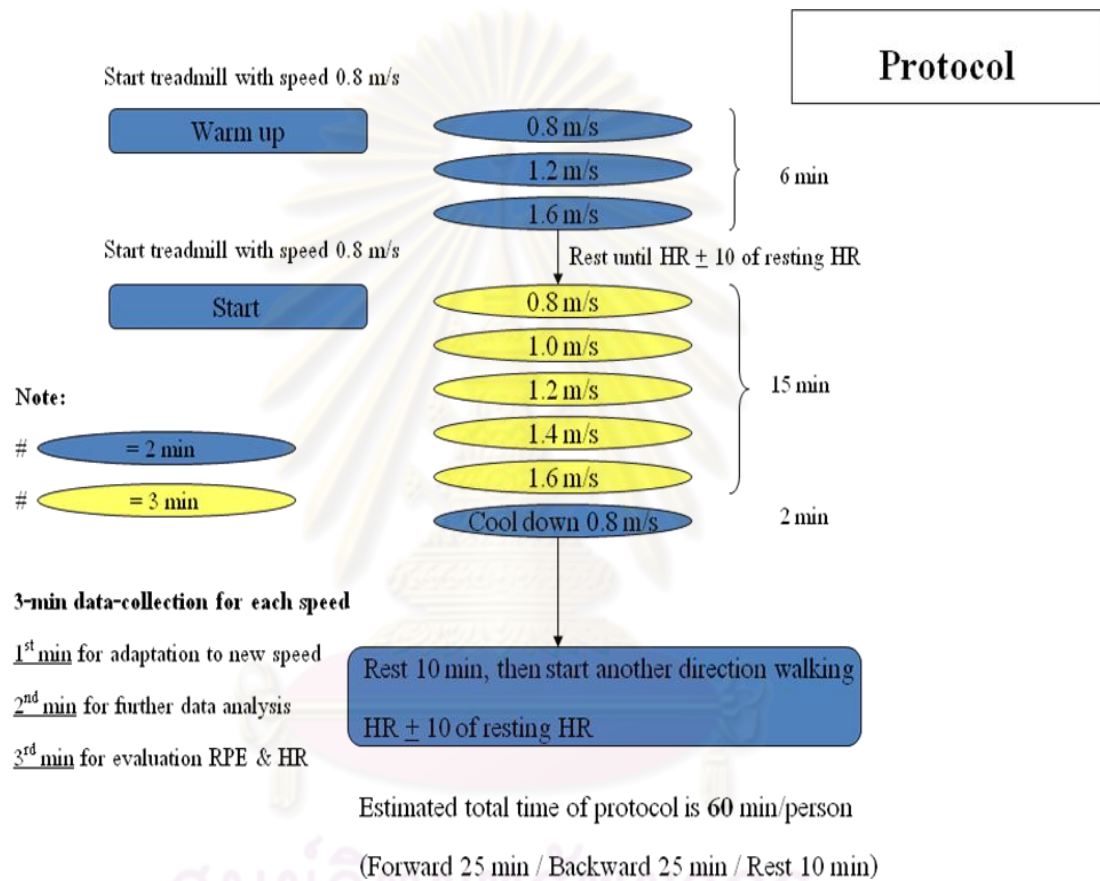 Protocol
Start treadmill with speed 0.8 m/s
Warm up
0.8 m/s
1.2 m/s
1.6 m/s
6 min
Rest until HR ± 10 of resting HR
Start treadmill with speed 0.8 m/s
Start
0.8 m/s
1.0 m/s
1.2 m/s
1.4 m/s
1.6 m/s
15 min
Cool down 0.8 m/s
2 min
Note:
# = 2 min
# = 3 min
3-min data-collection for each speed
1st min for adaptation to new speed
2nd min for further data analysis
3rd min for evaluation RPE & HR
Rest 10 min, then start another direction walking
HR ± 10 of resting HR
Estimated total time of protocol is 60 min/person
(Forward 25 min / Backward 25 min / Rest 10 min)